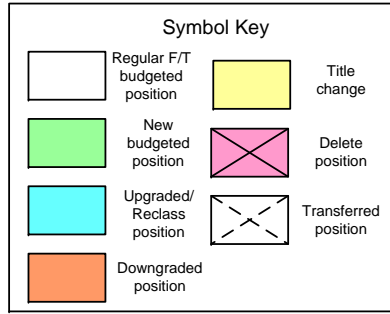 Symbol Key
Regular F/T
budgeted
position
New
budgeted
position
Upgraded/
Reclass
position
Downgraded
position
Title
change
Delete
position
Transferred
position